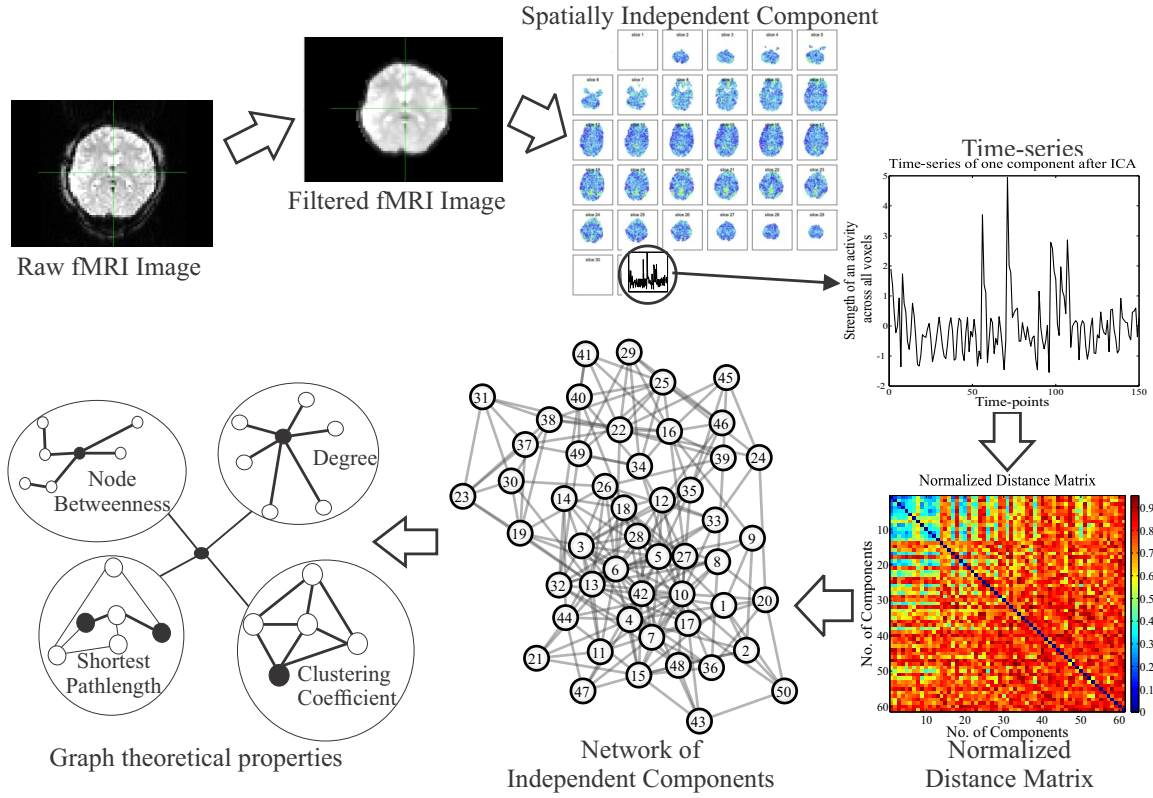 Spatially Independent Component
slice 1
slice 2
slice 3
slice 4
slice 5
slice 6
slice 7
slice 30
Raw fMRI Image
Filtered fMRI Image
Time-series
Time-series of one component after ICA
Strength of an activity
across all voxels
5
4
3
2
1
0
-1
-2
0
50
100
150
Time-points
Normalized Distance Matrix
No. of Components
10
20
30
40
50
60
10
20
30
40
50
60
No. of Components
0.9
0.8
0.7
0.6
0.5
0.4
0.3
0.2
0.1
0
Normalized
Distance Matrix
41
29
25
45
31
40
38
22
16
46
37
49
34
39
24
30
26
35
23
14
18
12
33
19
3
28
5
27
8
9
6
32
13
42
10
1
20
44
4
17
7
21
11
15
48
36
2
47
50
43
Network of
Independent Components
Node
Betweenness
Degree
Shortest
Pathlength
Clustering
Coefficient
Graph theoretical properties